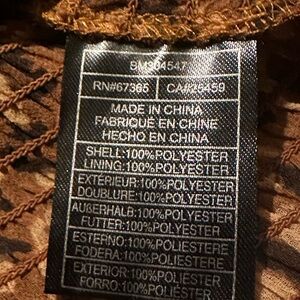 BM304547
RN#67365 CA#25459
MADE IN CHINA
FABRIQUÉ EN CHINE
HECHO EN CHINA
SHELL:100%POLYESTER
LINING:100%POLYESTER
EXTÉRIEUR:100%POLYESTER
DOUBLURE:100%POLYESTER
AUßERHALB:100%POLYESTER
FUTTER:100%POLYESTER
ESTERNO:100%POLIESTERE
FODERA:100%POLIESTERE
EXTERIOR:100%POLYESTER
FORRO:100%POLYESTER